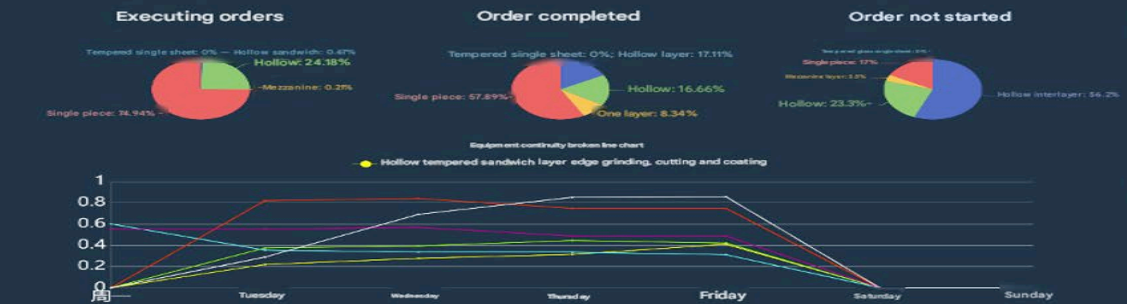 Executing orders
Order completed
Order not started
Tempered single sheet: 0% — Hollow sandwich: 0.67%
Hollow: 24.18%
Mezzanine: 0.21%
Single piece: 74.94%
Tempered single sheet: 0%; Hollow layer: 17.11%
Hollow: 16.66%
One layer: 8.34%
Single piece: 57.89%
Single piece: 17%
Hollow: 23.3%
Hollow interlayer: 56.2%
Equipment continuity broken line chart
Hollow tempered sandwich layer edge grinding, cutting and coating
1
0.8
0.6
0.4
0.2
0
周一
Tuesday
Wednesday
Thursday
Friday
Saturday
Sunday